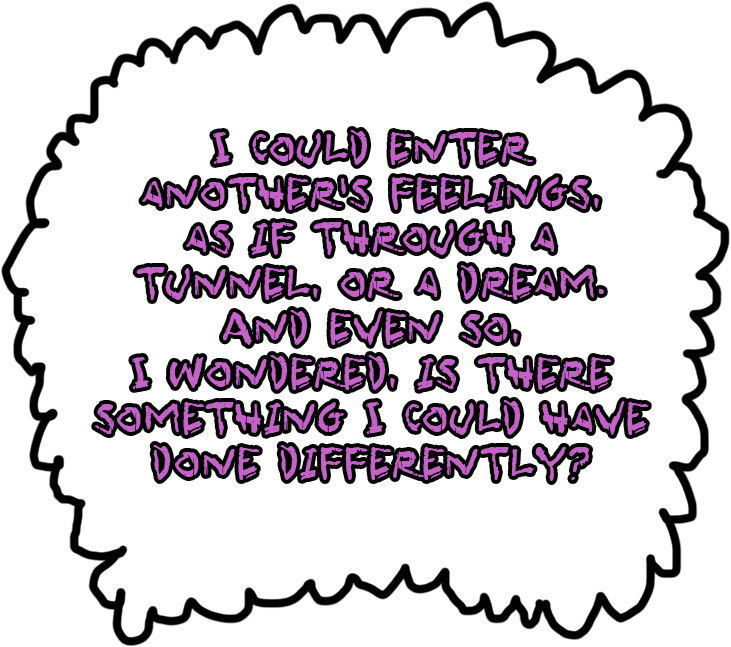 I COULD ENTER
ANOTHER'S FEELINGS,
AS IF THROUGH A
TUNNEL, OR A DREAM.
AND EVEN SO,
I WONDERED, IS THERE
SOMETHING I COULD HAVE
DONE DIFFERENTLY?